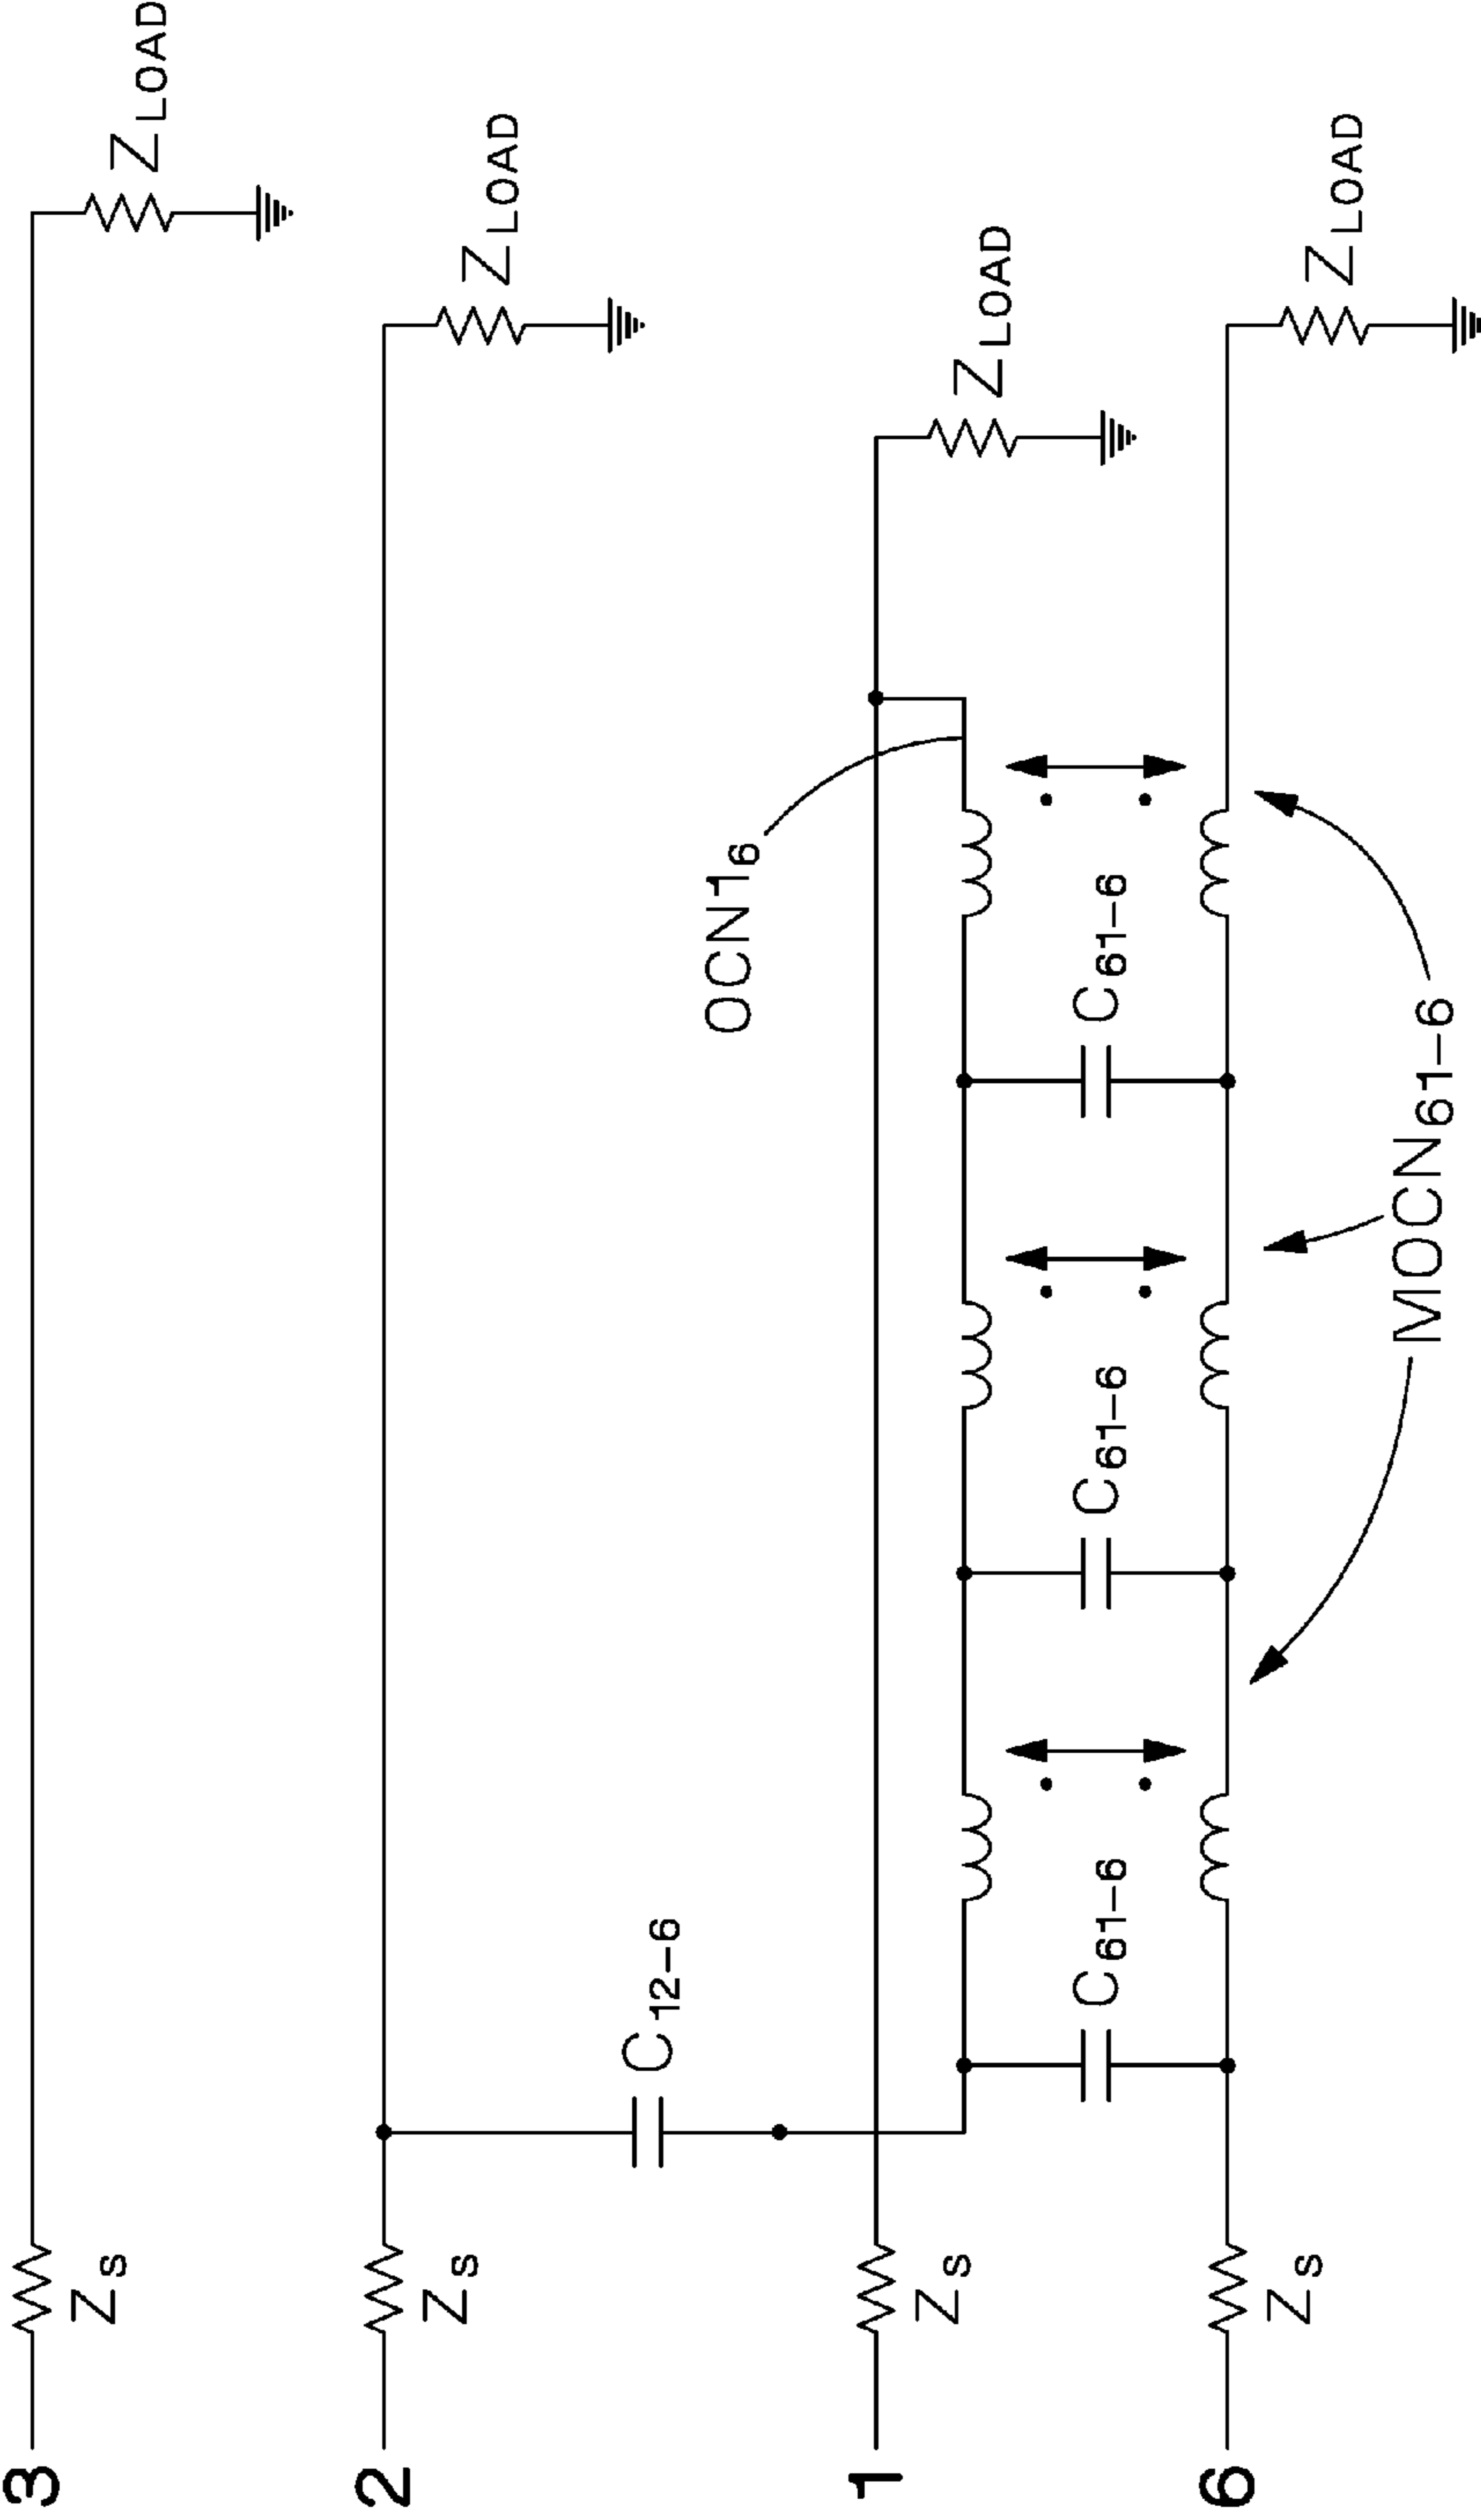 3
Z_S
Z_LOAD
2
Z_S
C_12-6
Z_LOAD
1
Z_S
OCN1_6
Z_LOAD
C_61-6
C_61-6
C_61-6
6
Z_S
MOCN_61-6
Z_LOAD